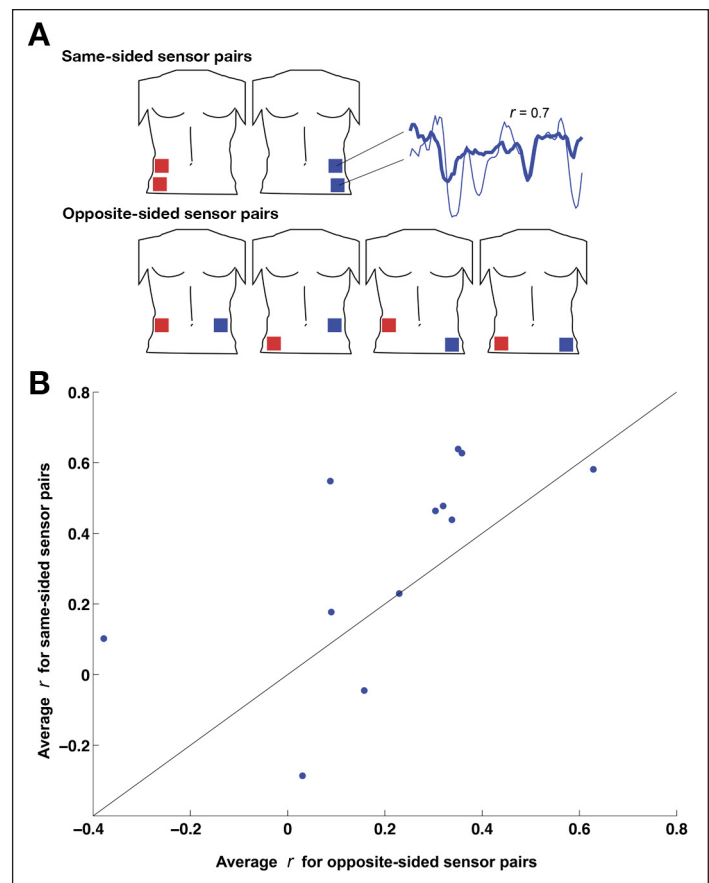 A
Same-sided sensor pairs
r = 0.7
Opposite-sided sensor pairs
B
0.8
0.6
0.4
0.2
0
−0.2
Average r for same-sided sensor pairs
−0.4 −0.2 0 0.2 0.4 0.6 0.8
Average r for opposite-sided sensor pairs